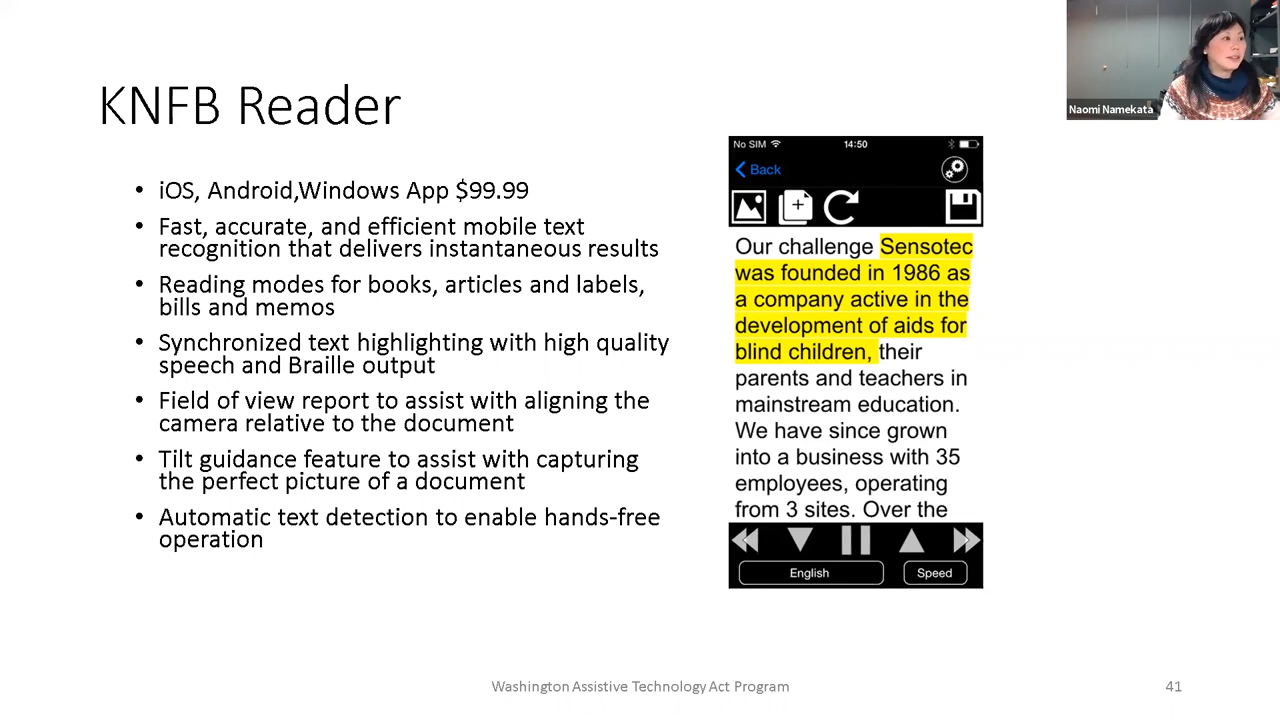 KNFB Reader
• iOS, Android,Windows App $99.99
• Fast, accurate, and efficient mobile text
recognition that delivers instantaneous results
• Reading modes for books, articles and labels,
bills and memos
• Synchronized text highlighting with high quality
speech and Braille output
• Field of view report to assist with aligning the
camera relative to the document
• Tilt guidance feature to assist with capturing
the perfect picture of a document
• Automatic text detection to enable hands-free
operation
No SIM 14:50
Back
Our challenge Sensotec
was founded in 1986 as
a company active in the
development of aids for
blind children, their
parents and teachers in
mainstream education.
We have since grown
into a business with 35
employees, operating
from 3 sites. Over the
English Speed
Naomi Namekata
Washington Assistive Technology Act Program 41